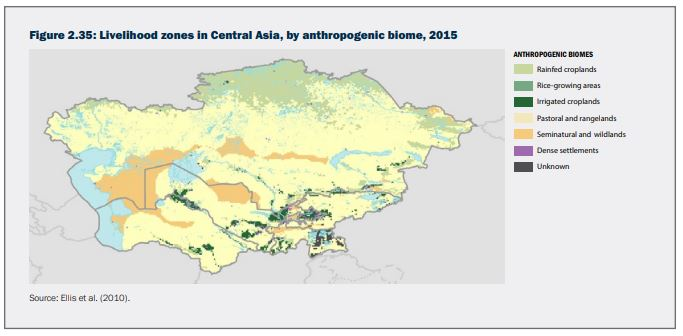 Figure 2.35: Livelihood zones in Central Asia, by anthropogenic biome, 2015
ANTHROPOGENIC BIOMES
Rainfed croplands
Rice-growing areas
Irrigated croplands
Pastoral and rangelands
Seminatural and wildlands
Dense settlements
Unknown
Source: Ellis et al. (2010).